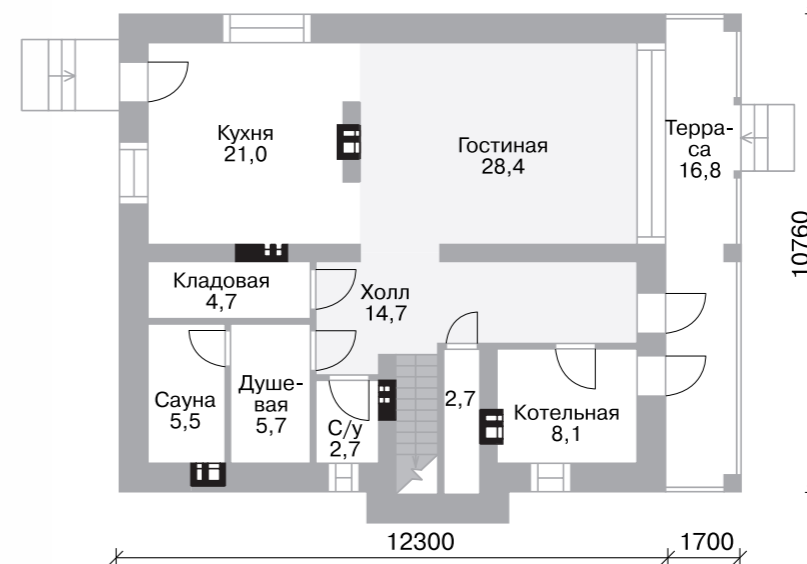 Кухня
21,0
Гостиная
28,4
Терра-
са
16,8
10760
Кладовая
4,7
Холл
14,7
Сауна
5,5
Душе-
вая
5,7
С/у
2,7
2,7
Котельная
8,1
12300
1700